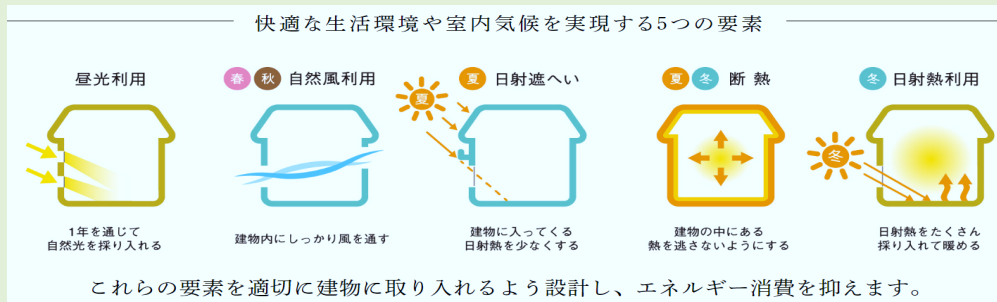 快適な生活環境や室内気候を実現する5つの要素
昼光利用
春 秋 自然風利用
夏 日射遮へい
夏 冬 断熱
冬 日射熱利用
夏
冬
1年を通じて
自然光を採り入れる
建物内にしっかり風を通す
建物に入ってくる
日射熱を少なくする
建物の中にある
熱を逃さないようにする
日射熱をたくさん
採り入れて暖める
これらの要素を適切に建物に取り入れるよう設計し、エネルギー消費を抑えます。